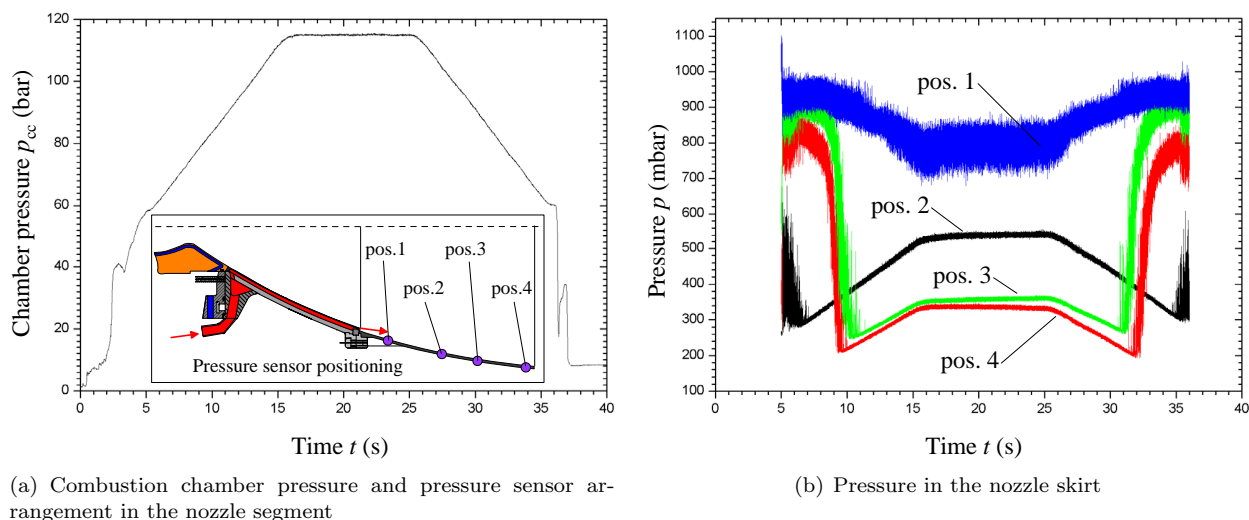 120
100
80
60
40
20
0
Chamber pressure p_cc (bar)
pos.1
pos.3
pos.2
pos.4
Pressure sensor positioning
0 5 10 15 20 25 30 35 40
Time t (s)
(a) Combustion chamber pressure and pressure sensor ar-
rangement in the nozzle segment
1100
1000
900
800
700
600
500
400
300
200
100
Pressure p (mbar)
pos. 1
pos. 2
pos. 3
pos. 4
0 5 10 15 20 25 30 35 40
Time t (s)
(b) Pressure in the nozzle skirt